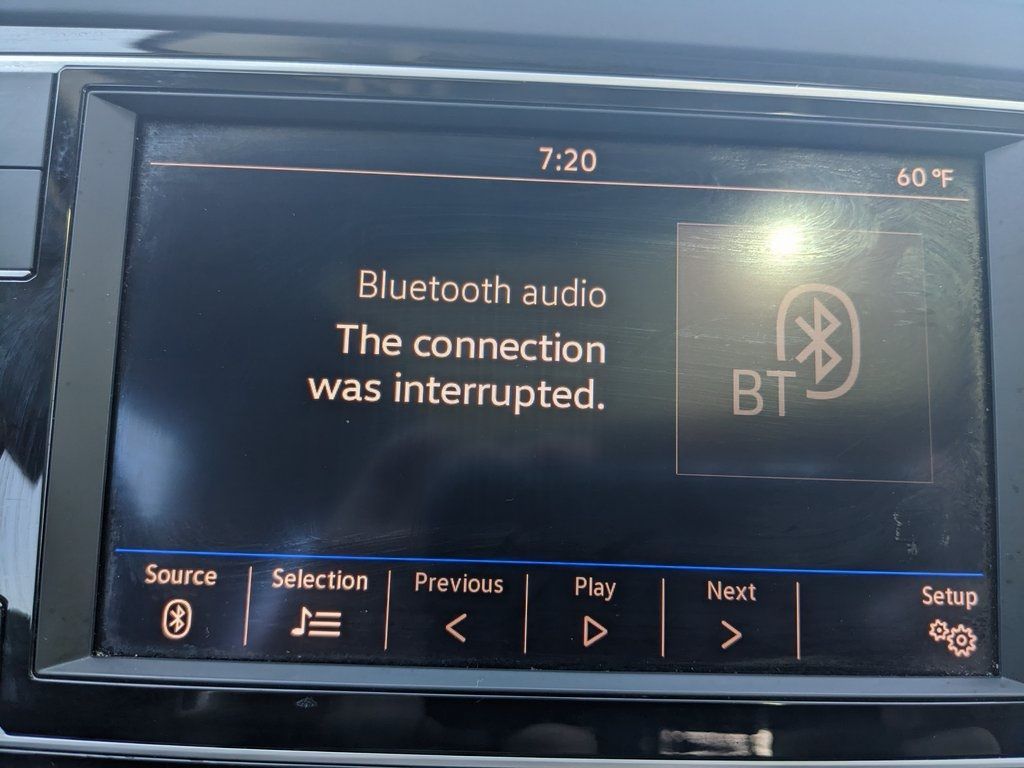 7:20
60 °F
Bluetooth audio
The connection
was interrupted.
BT
Source
Selection
Previous
Play
Next
Setup